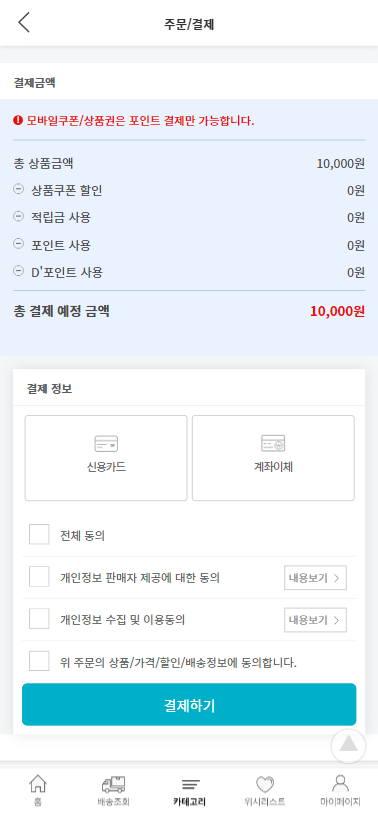 주문/결제
결제금액
! 모바일쿠폰/상품권은 포인트 결제만 가능합니다.
총 상품금액 10,000원
상품쿠폰 할인 0원
적립금 사용 0원
포인트 사용 0원
D'포인트 사용 0원
총 결제 예정 금액 10,000원
결제 정보
신용카드 계좌이체
전체 동의
개인정보 판매자 제공에 대한 동의 내용보기
개인정보 수집 및 이용동의 내용보기
위 주문의 상품/가격/할인/배송정보에 동의합니다.
결제하기
홈 배송조회 카테고리 위시리스트 마이페이지